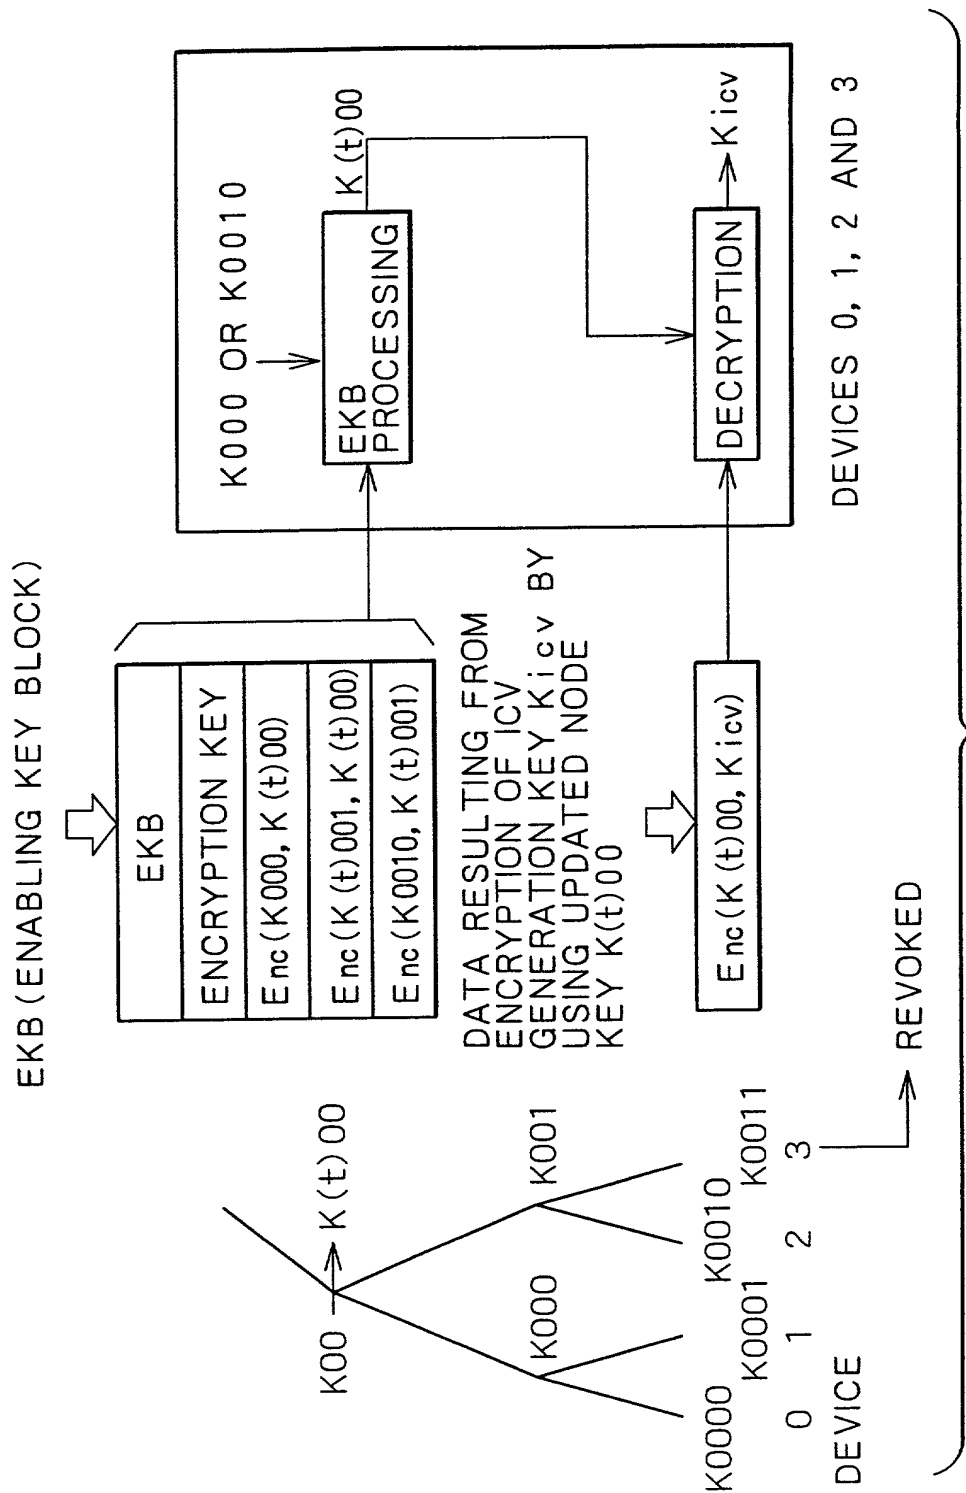 EKB(ENABLING KEY BLOCK)
EKB
ENCRYPTION KEY
Enc(K000, K(t)00)
Enc(K(t)001, K(t)00)
Enc(K0010, K(t)001)
K000 OR K0010
EKB
PROCESSING
K(t)00
DATA RESULTING FROM
ENCRYPTION OF ICV
GENERATION KEY Kicv BY
USING UPDATED NODE
KEY K(t)00
Enc(K(t)00, Kicv)
DECRYPTION
Kicv
DEVICES 0, 1, 2 AND 3
K00
K(t)00
K000
K001
K0000
K0001
K0010
K0011
0
1
2
3
DEVICE
REVOKED